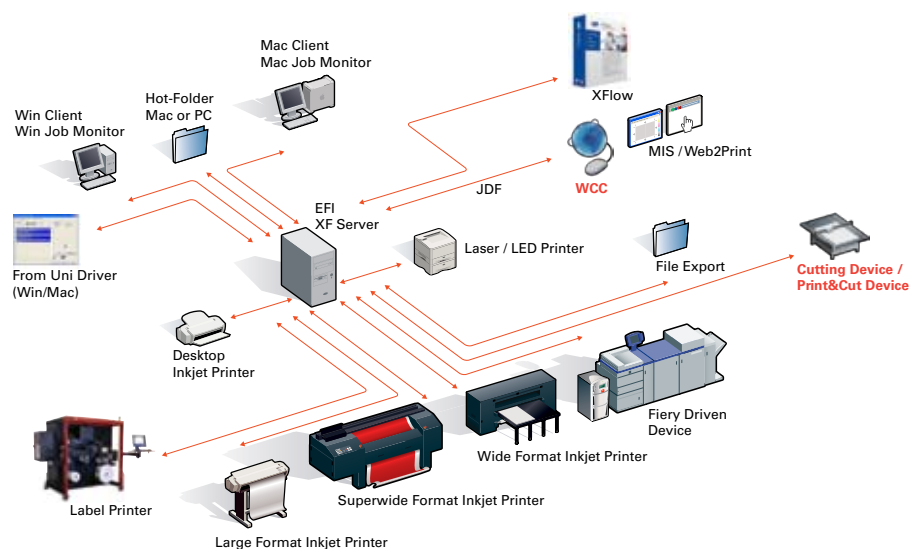 Mac Client
Mac Job Monitor
XFlow
Hot-Folder
Mac or PC
Win Client
Win Job Monitor
MIS / Web2Print
WCC
JDF
EFI
XF Server
Laser / LED Printer
File Export
Cutting Device /
Print&Cut Device
From Uni Driver
(Win/Mac)
Desktop
Inkjet Printer
Fiery Driven
Device
Wide Format Inkjet Printer
Superwide Format Inkjet Printer
Label Printer
Large Format Inkjet Printer